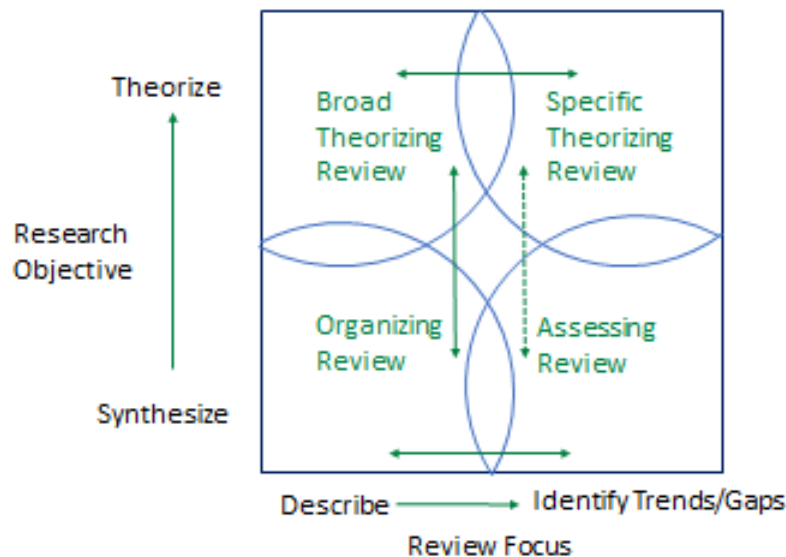 Theorize
Research
Objective
Synthesize
Broad
Theorizing
Review
Specific
Theorizing
Review
Organizing
Review
Assessing
Review
Describe
Identify Trends/Gaps
Review Focus